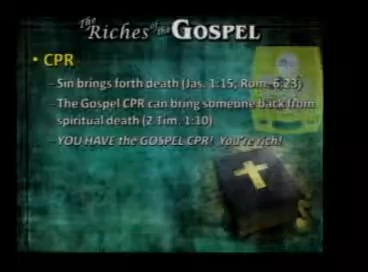 The Riches of the GOSPEL
• CPR
– Sin brings forth death (Jas. 1:15, Rom. 6:23)
– The Gospel CPR can bring someone back from
spiritual death (2 Tim. 1:10)
– YOU HAVE the GOSPEL CPR! You're rich!